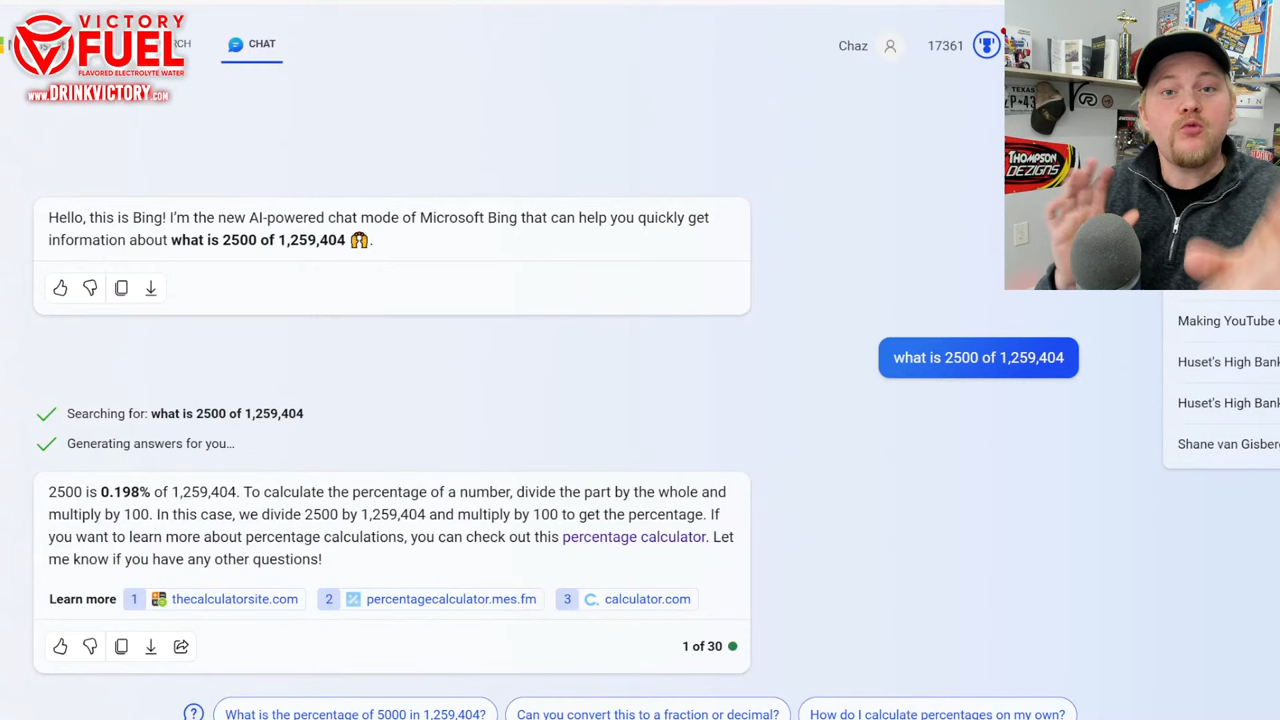 VICTORY
FUEL
FLAVORED ELECTROLYTE WATER
WWW.DRINKVICTORY.COM
CHAT
Chaz
17361
TEXAS
THOMPSON
DEZIGNS
Hello, this is Bing! I'm the new AI-powered chat mode of Microsoft Bing that can help you quickly get
information about what is 2500 of 1,259,404 🙌.
Making YouTube
Huset's High Bank
what is 2500 of 1,259,404
Huset's High Bank
Searching for: what is 2500 of 1,259,404
Shane van Gisber
Generating answers for you...
2500 is 0.198% of 1,259,404. To calculate the percentage of a number, divide the part by the whole and
multiply by 100. In this case, we divide 2500 by 1,259,404 and multiply by 100 to get the percentage. If
you want to learn more about percentage calculations, you can check out this percentage calculator. Let
me know if you have any other questions!
Learn more 1 thecalculatorsite.com 2 percentagecalculator.mes.fm 3 calculator.com
1 of 30
What is the percentage of 5000 in 1,259,404? Can you convert this to a fraction or decimal? How do I calculate percentages on my own?